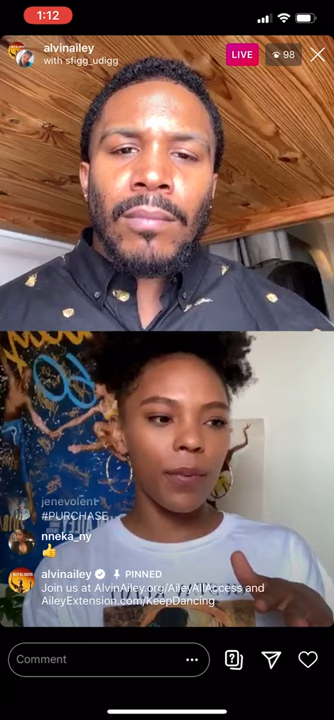 1:12
alvinailey
with sfigg_udigg
LIVE
98
60
jenevolent
#PURCHASE
nneka_ny
alvinailey PINNED
Join us at AlvinAiley.org/AileyAllAccess and
AileyExtension.com/KeepDancing
Comment